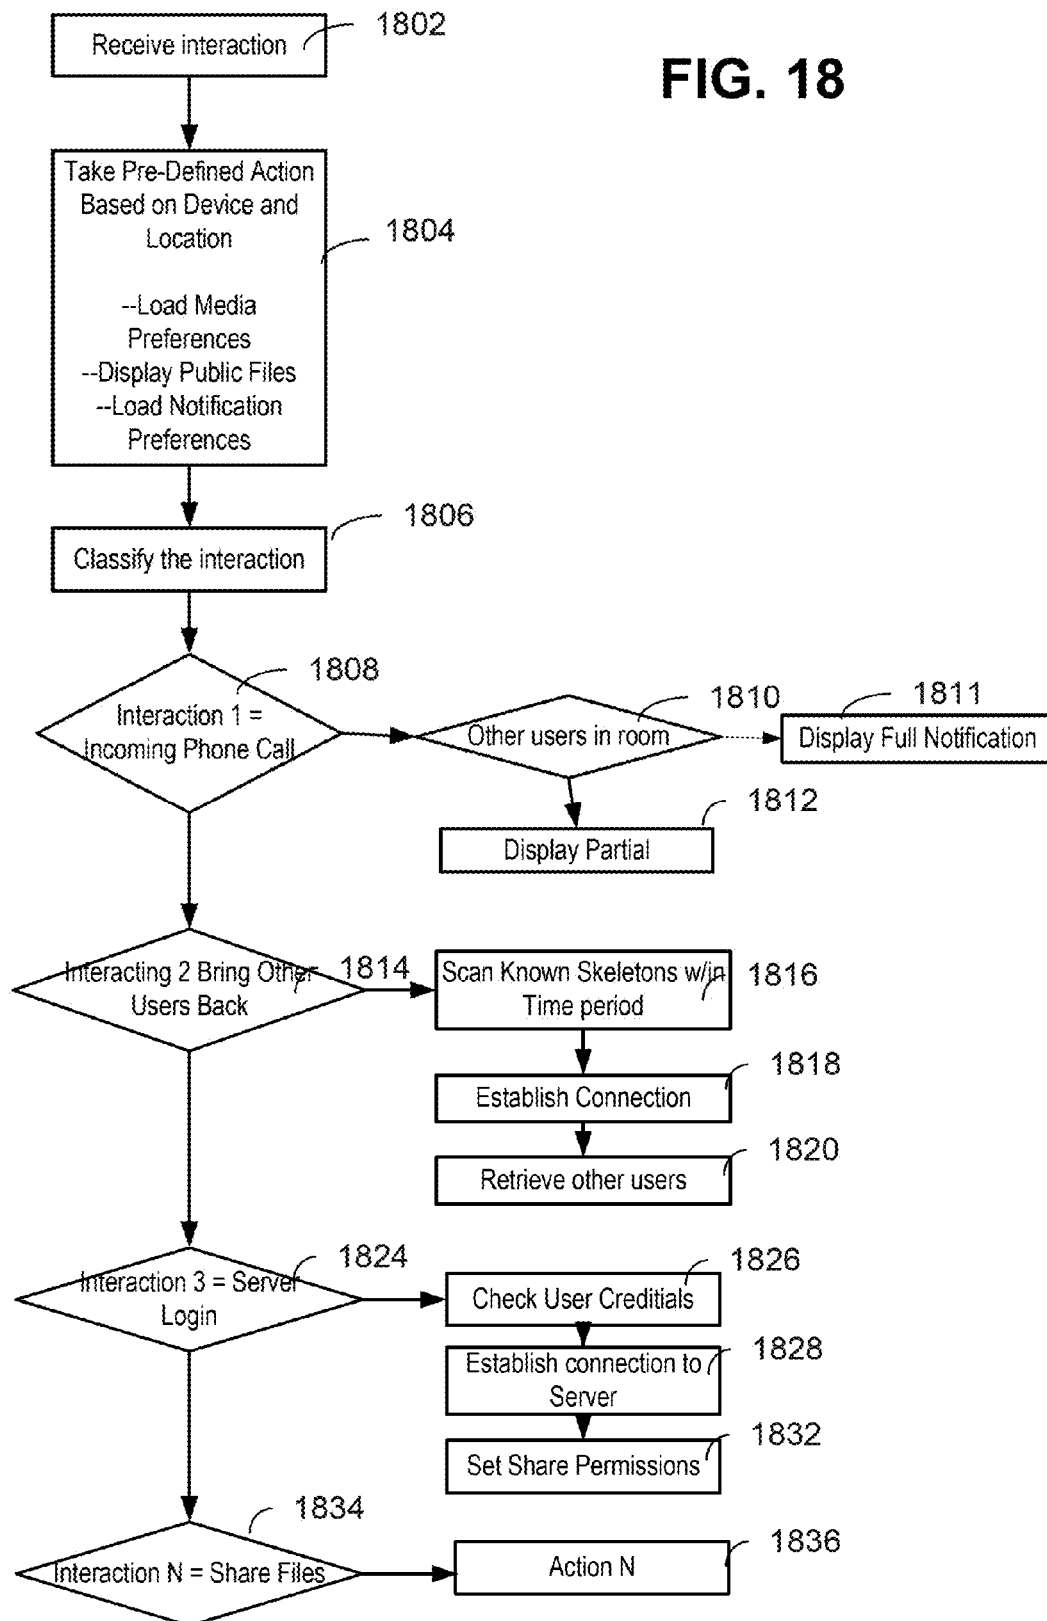 FIG. 18
1802
Receive interaction
Take Pre-Defined Action
Based on Device and
Location
1804
--Load Media
Preferences
--Display Public Files
--Load Notification
Preferences
1806
Classify the interaction
1808
Interaction 1 =
Incoming Phone Call
1810
Other users in room
1811
Display Full Notification
1812
Display Partial
1814
Interacting 2 Bring Other
Users Back
1816
Scan Known Skeletons w/in
Time period
1818
Establish Connection
1820
Retrieve other users
1824
Interaction 3 = Server
Login
1826
Check User Creditials
1828
Establish connection to
Server
1832
Set Share Permissions
1834
Interaction N = Share Files
1836
Action N